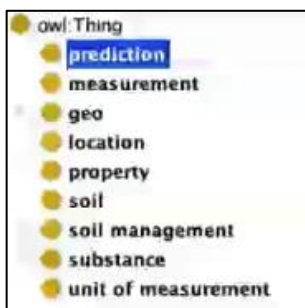 owl:Thing
prediction
measurement
geo
location
property
soil
soil management
substance
unit of measurement